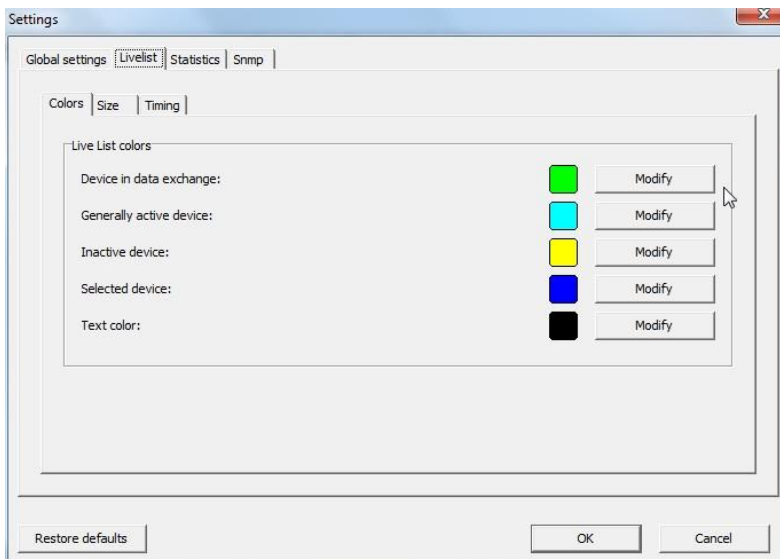 Settings
Global settings Livelist Statistics Snmp
Colors Size Timing
Live List colors
Device in data exchange: Modify
Generally active device: Modify
Inactive device: Modify
Selected device: Modify
Text color: Modify
Restore defaults OK Cancel